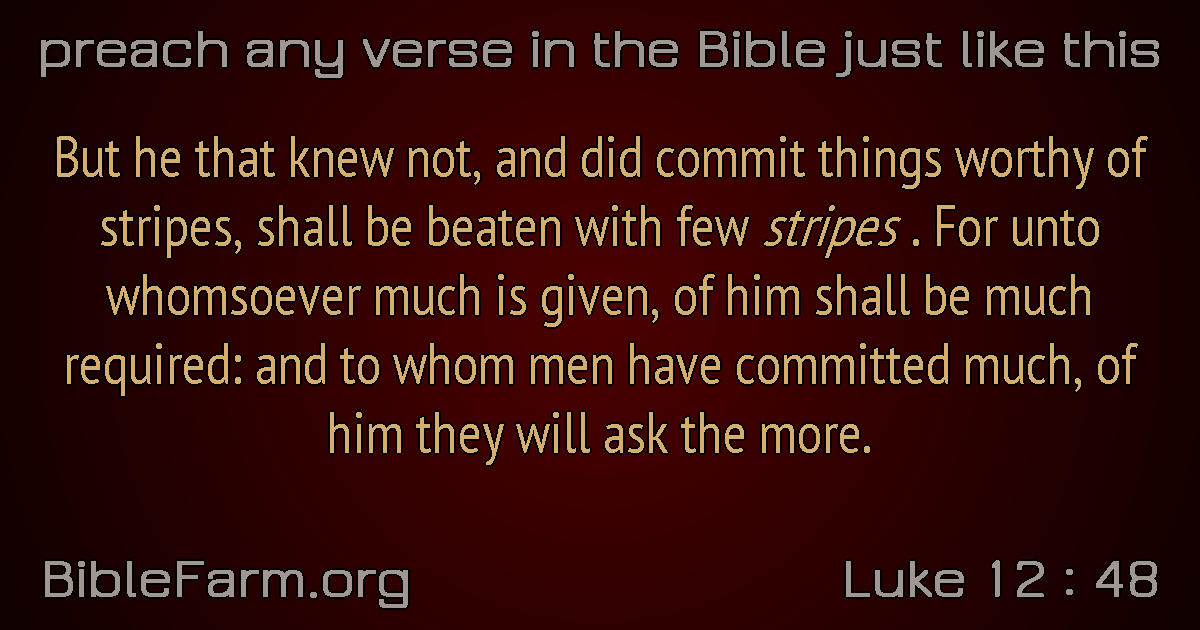 preach any verse in the Bible just like this
But he that knew not, and did commit things worthy of
stripes, shall be beaten with few stripes . For unto
whomsoever much is given, of him shall be much
required: and to whom men have committed much, of
him they will ask the more.
BibleFarm.org
Luke 12 : 48